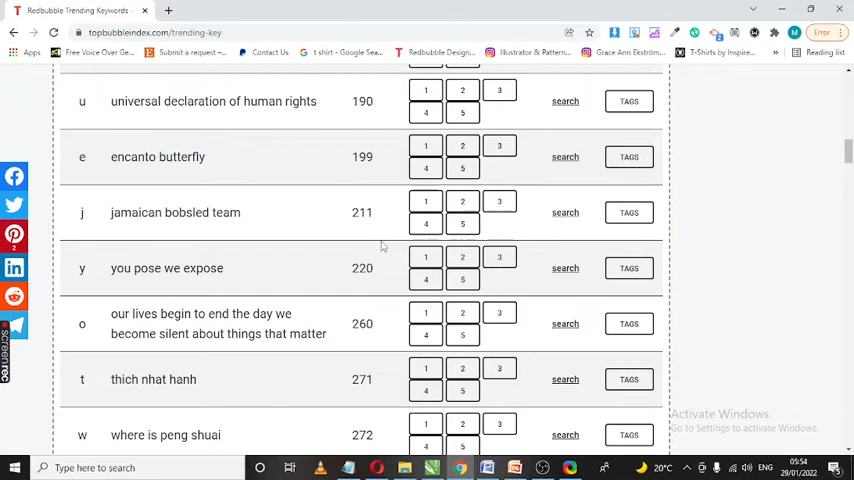 Redbubble Trending Keywords -
topbubbleindex.com/trending-key
Error
Apps
Free Voice Over Ge...
Submit a request –...
Contact Us
t shirt - Google Sea...
Redbubble Design...
Illustrator & Pattern...
Grace Ann Ekström...
T-Shirts by Inspire...
Reading list
u universal declaration of human rights 190 1 2 3 4 5 search TAGS
e encanto butterfly 199 1 2 3 4 5 search TAGS
j jamaican bobsled team 211 1 2 3 4 5 search TAGS
y you pose we expose 220 1 2 3 4 5 search TAGS
o our lives begin to end the day we
become silent about things that matter 260 1 2 3 4 5 search TAGS
t thich nhat hanh 271 1 2 3 4 5 search TAGS
w where is peng shuai 272 1 2 3 4 5 search TAGS
2
screenrec
Activate Windows
Go to Settings to activate Windows.
Type here to search
20°C
ENG
05:54
29/01/2022
5